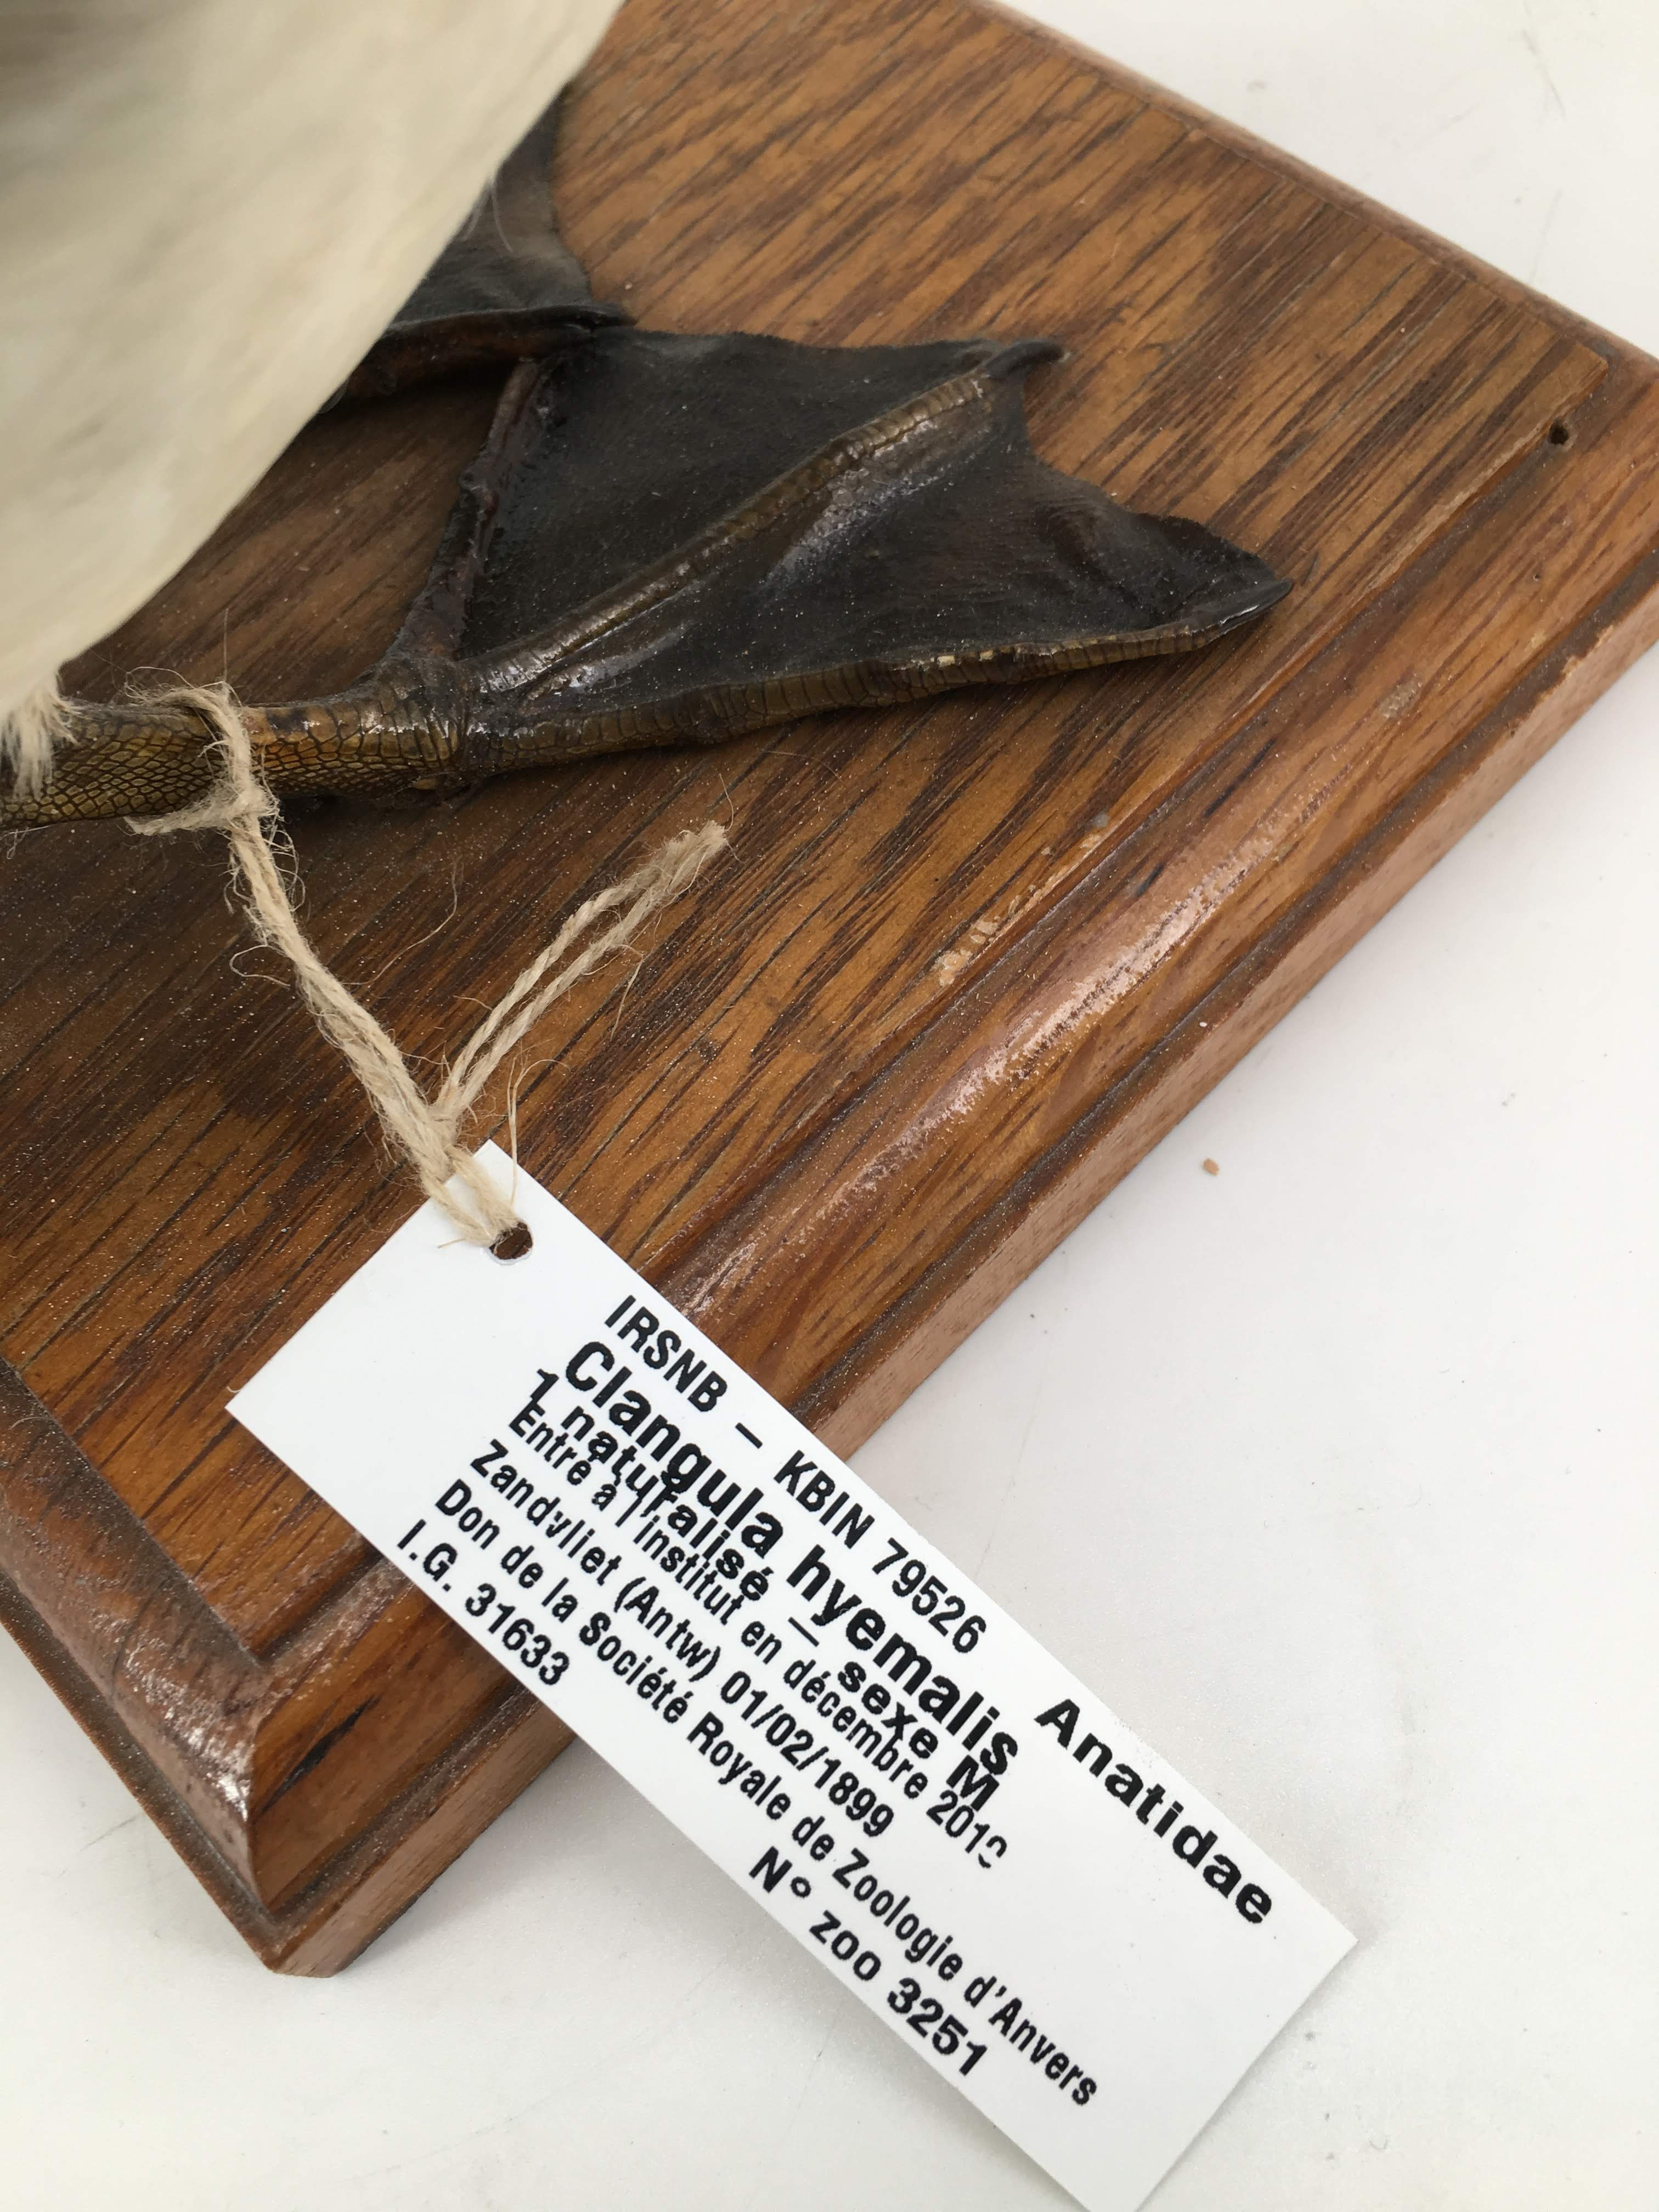 IRSNB – KBIN 79526 Anatidae
Clangula hyemalis
1 naturalisé – sexe M
Entré à l'institut en décembre
Zandvliet (Antw) 01/02/1899
Don de la Société Royale de Zoologie d'Anvers
I.G. 31633 N° zoo 3251